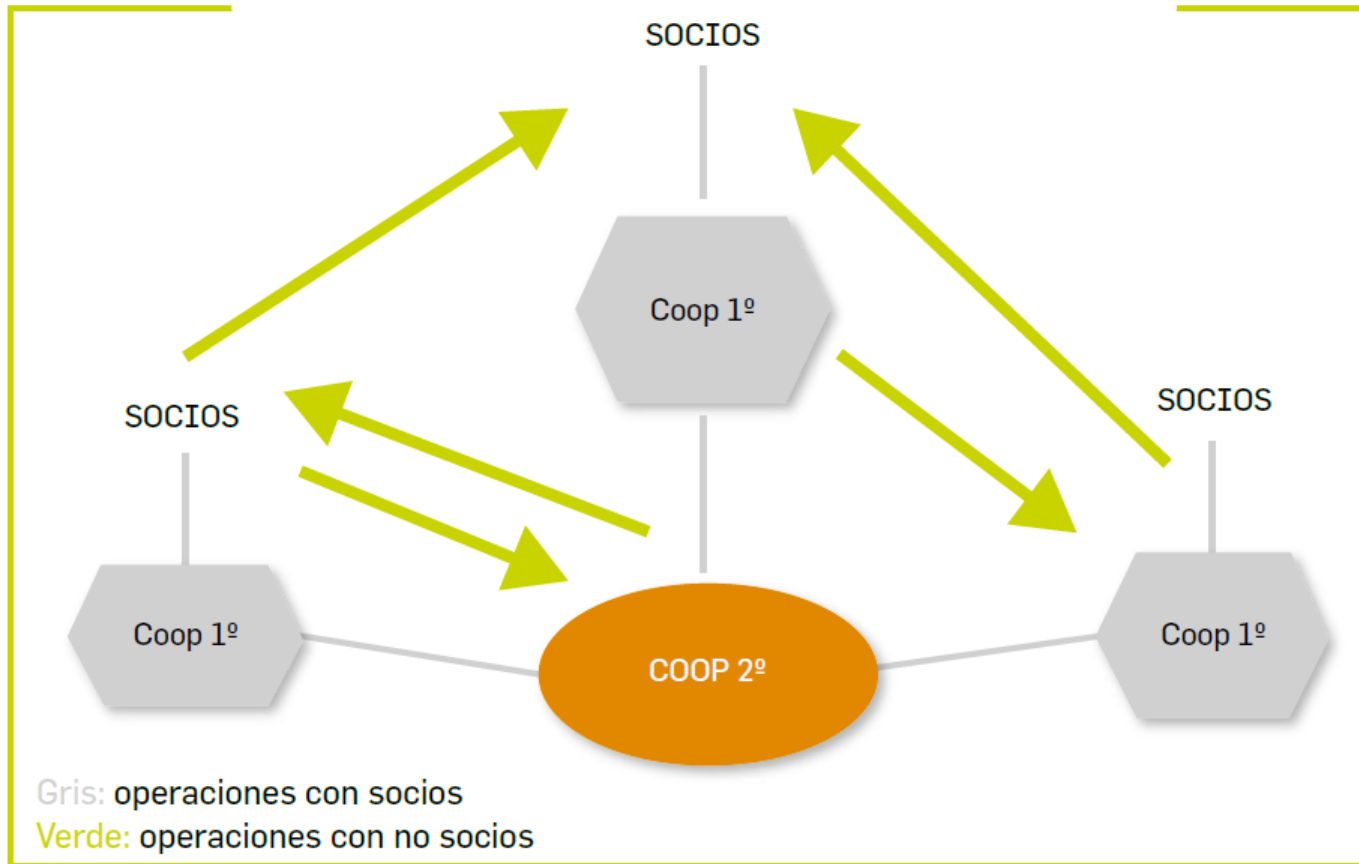 SOCIOS
Coop 1º
SOCIOS
SOCIOS
Coop 1º
COOP 2º
Coop 1º
Gris: operaciones con socios
Verde: operaciones con no socios